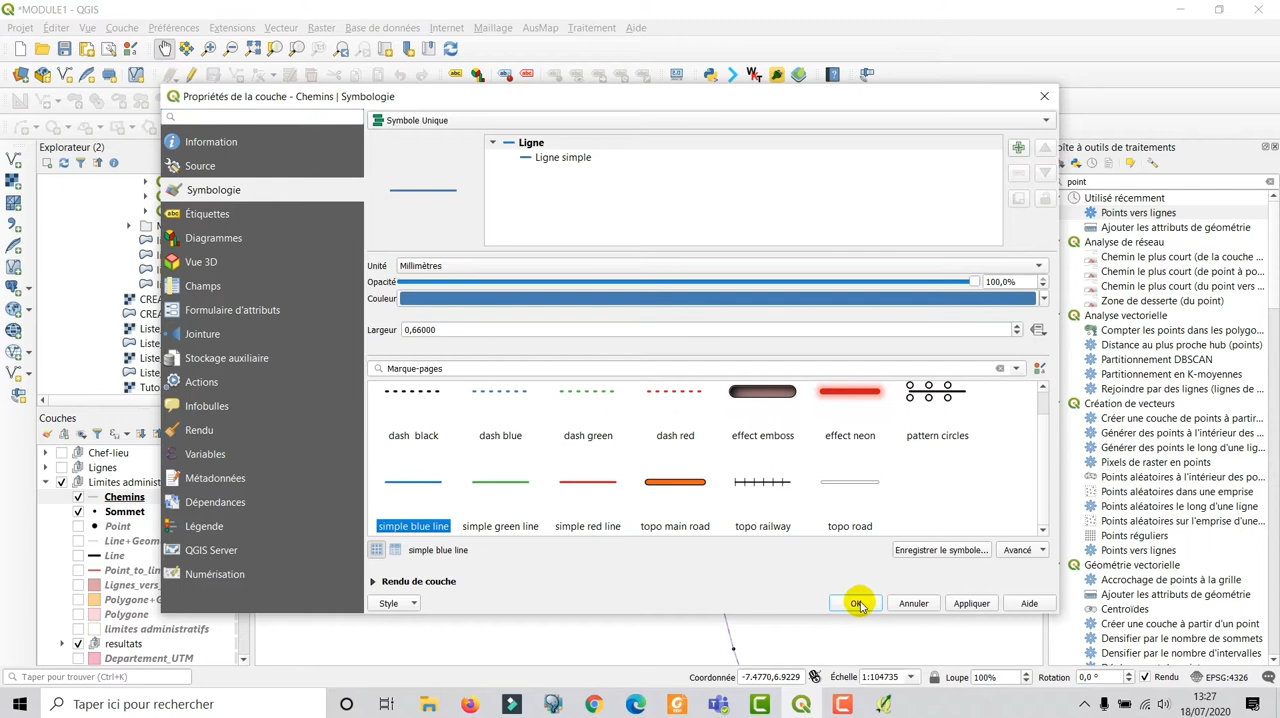 *MODULE1 - QGIS
Projet Éditer Vue Couche Préférences Extensions Vecteur Raster Base de données Internet Maillage AusMap Traitement Aide
Propriétés de la couche - Chemins | Symbologie
Information
Source
Symbologie
Étiquettes
Diagrammes
Vue 3D
Champs
Formulaire d'attributs
Jointure
Stockage auxiliaire
Actions
Infobulles
Rendu
Variables
Métadonnées
Dépendances
Légende
QGIS Server
Numérisation
Symbole Unique
Ligne
Ligne simple
Unité Millimètres
Opacité 100,0%
Couleur
Largeur 0,66000
Marque-pages
dash black dash blue dash green dash red effect emboss effect neon pattern circles
simple blue line simple green line simple red line topo main road topo railway topo road
simple blue line
Enregistrer le symbole... Avancé
Rendu de couche
Style OK Annuler Appliquer Aide
Explorateur (2)
CREA
CRE
Liste
Liste
Liste
Tuto
Couches
Chef-lieu
Lignes
Limites administ
Chemins
Sommet
Point
Line+Geom
Line
Point_to_lin
Lignes_vers_
Polygone+G
Polygone
limites administratifs
resultats
Departement_UTM
îte à outils de traitements
point
Utilisé récemment
Points vers lignes
Ajouter les attributs de géométrie
Analyse de réseau
Chemin le plus court (de la couche ...
Chemin le plus court (de point à po...
Chemin le plus court (de point vers ...
Zone de desserte (du point)
Analyse vectorielle
Compter les points dans les polygo...
Distance au plus proche hub (points)
Partitionnement DBSCAN
Partitionnement en K-moyennes
Rejoindre par des lignes (lignes de ...
Création de vecteurs
Créer une couche de points à partir...
Générer des points à l'intérieur des ...
Générer des points le long d'une lig...
Pixels de raster en points
Points aléatoires à l'intérieur des po...
Points aléatoires dans une emprise
Points aléatoires le long d'une ligne
Points aléatoires sur l'emprise d'une...
Points réguliers
Points vers lignes
Géométrie vectorielle
Accrochage de points à la grille
Ajouter les attributs de géométrie
Centroides
Créer une couche à partir d'un point
Densifier par le nombre de sommets
Densifier par le nombre d'intervalles
Taper pour trouver (Ctrl+K) Coordonnée -7.4770,6.9229 Échelle 1:104735 Loupe 100% Rotation 0,0 ° Rendu EPSG:4326
Taper ici pour rechercher
13:27
18/07/2020